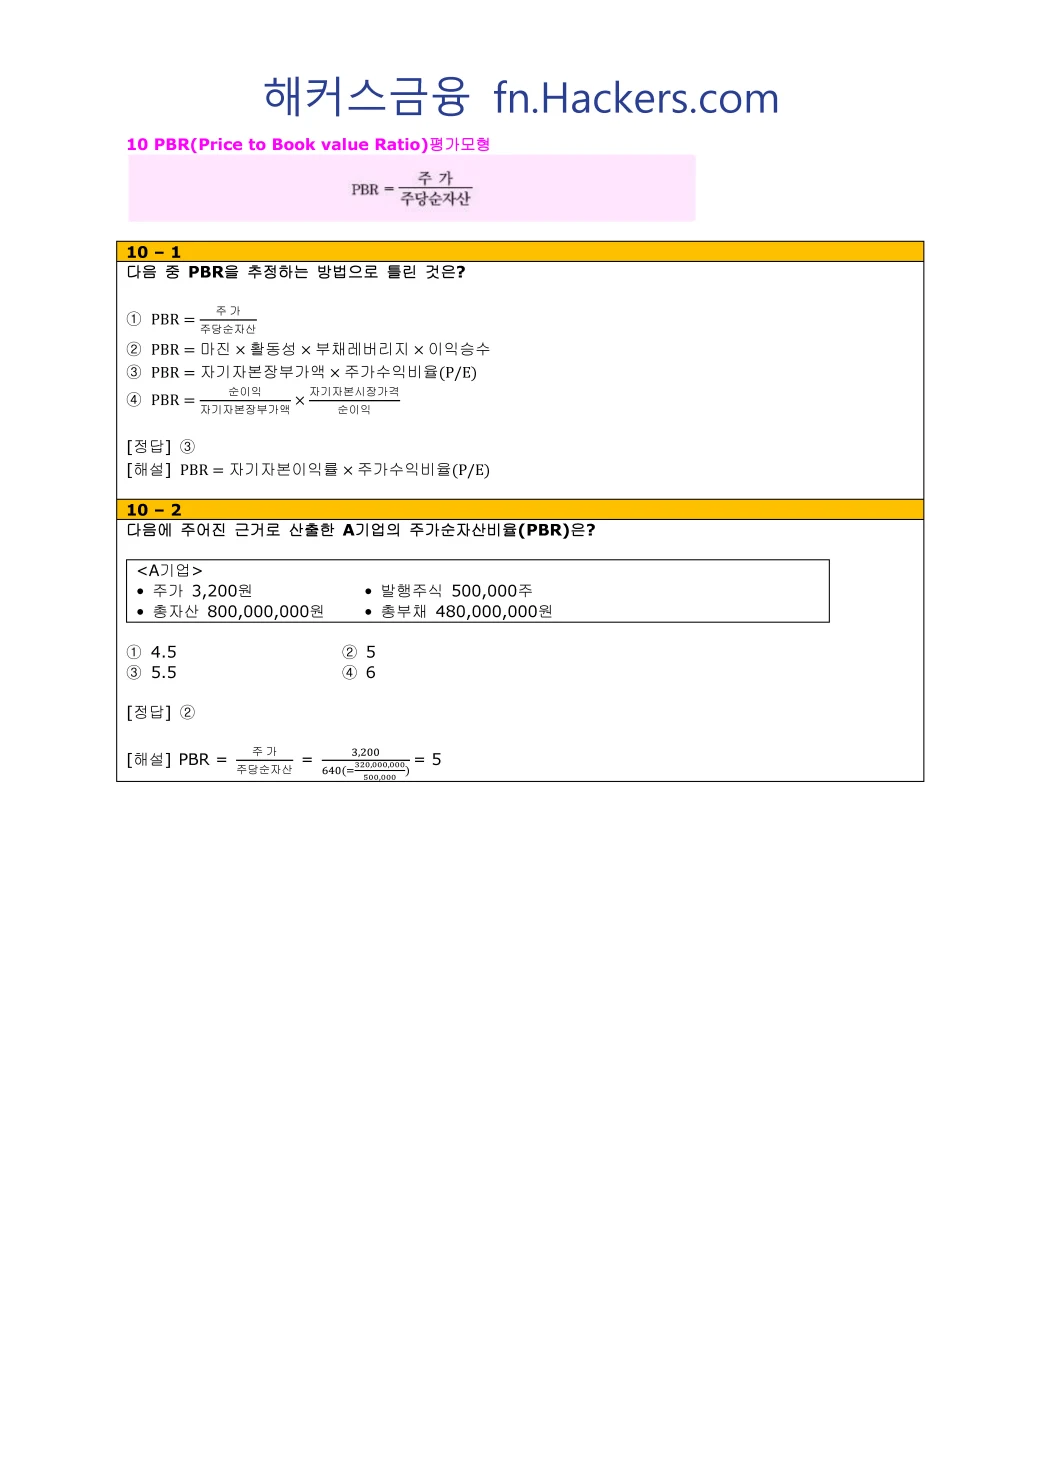 해커스금융 fn.Hackers.com
10 PBR(Price to Book value Ratio)평가모형
PBR = 주 가 / 주당순자산
10 – 1
다음 중 PBR을 추정하는 방법으로 틀린 것은?
① PBR = 주 가 / 주당순자산
② PBR = 마진 × 활동성 × 부채레버리지 × 이익승수
③ PBR = 자기자본장부가액 × 주가수익비율(P/E)
④ PBR = 순이익 / 자기자본장부가액 × 자기자본시장가격 / 순이익
[정답] ③
[해설] PBR = 자기자본이익률 × 주가수익비율(P/E)
10 – 2
다음에 주어진 근거로 산출한 A기업의 주가순자산비율(PBR)은?
<A기업>
• 주가 3,200원 • 발행주식 500,000주
• 총자산 800,000,000원 • 총부채 480,000,000원
① 4.5 ② 5
③ 5.5 ④ 6
[정답] ②
[해설] PBR = 주 가 / 주당순자산 = 3,200 / 640(=320,000,000 / 500,000) = 5